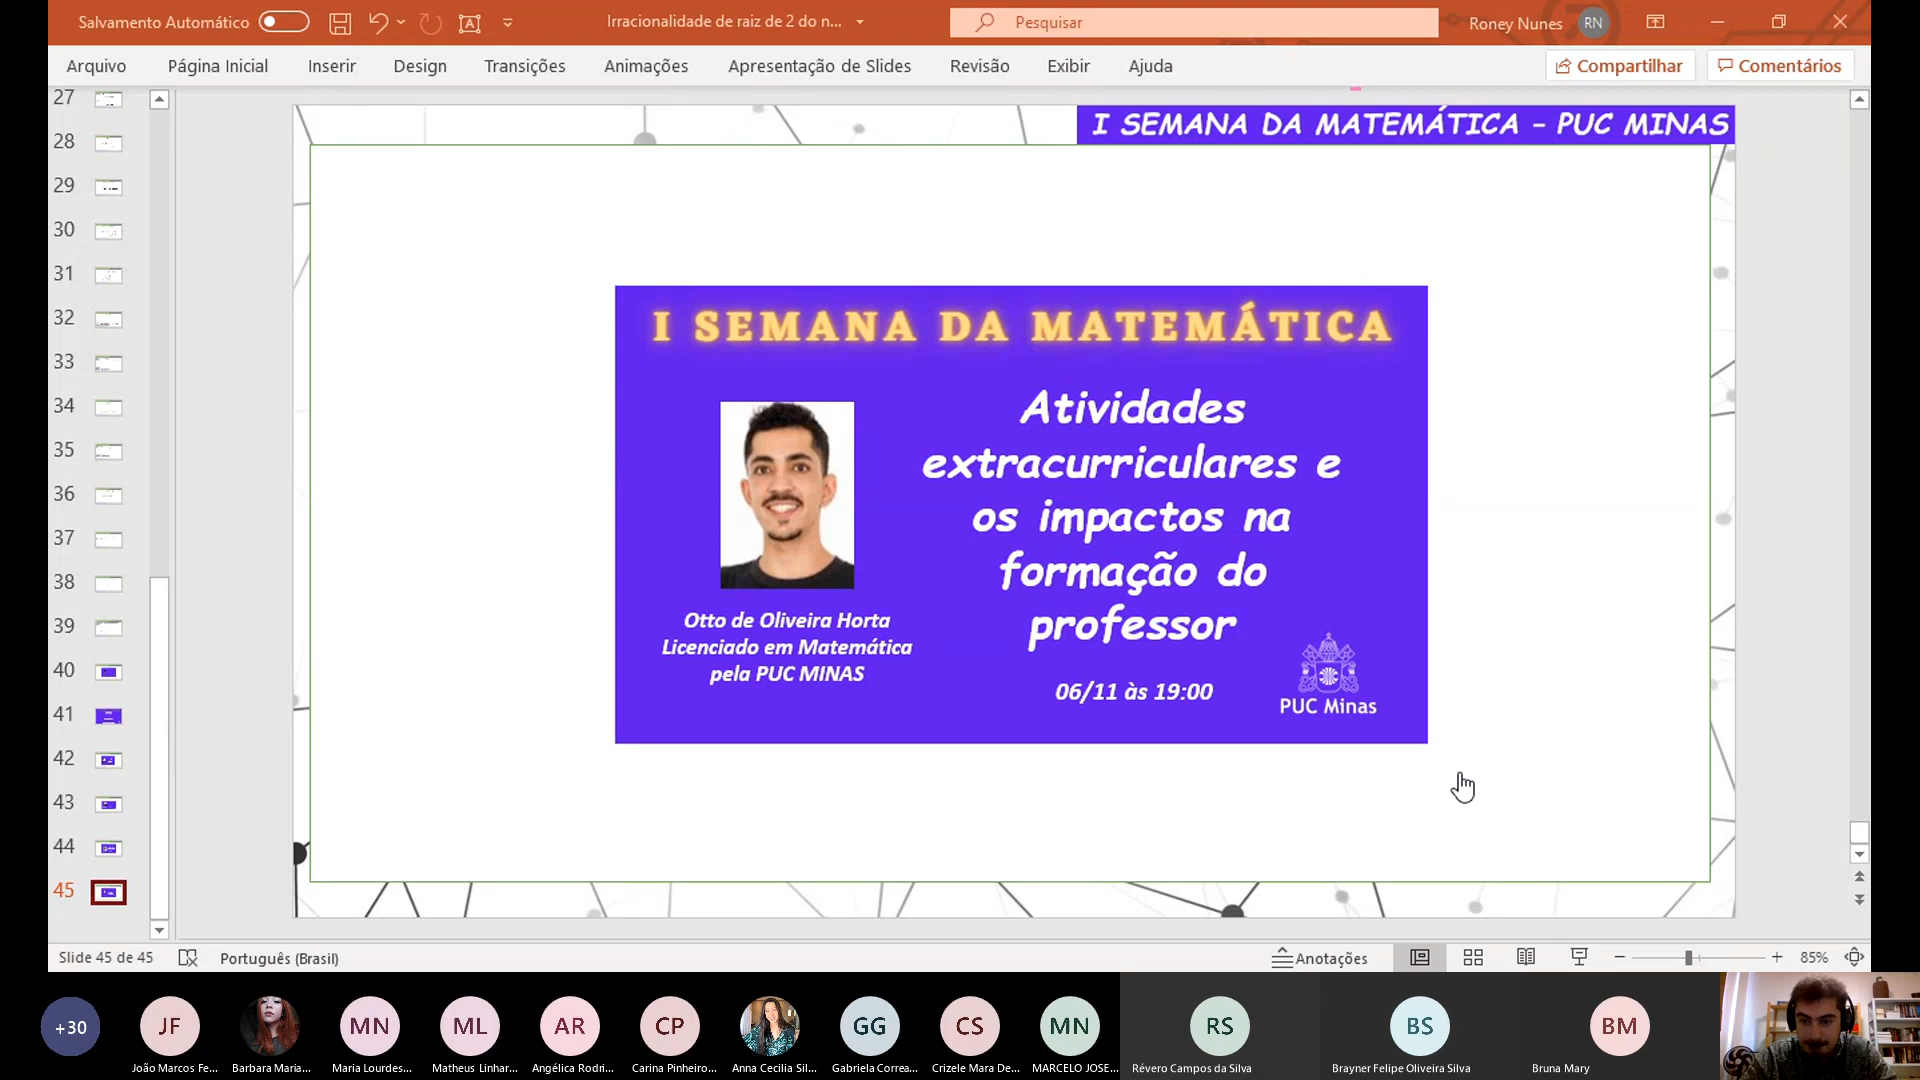 Salvamento Automático
Irracionalidade de raiz de 2 do n...
Pesquisar
Roney Nunes
RN
Arquivo
Página Inicial
Inserir
Design
Transições
Animações
Apresentação de Slides
Revisão
Exibir
Ajuda
Compartilhar
Comentários
27
28
29
30
31
32
33
34
35
36
37
38
39
40
41
42
43
44
45
I SEMANA DA MATEMÁTICA - PUC MINAS
I SEMANA DA MATEMÁTICA
Atividades
extracurriculares e
os impactos na
formação do
professor
Otto de Oliveira Horta
Licenciado em Matemática
pela PUC MINAS
06/11 às 19:00
PUC Minas
Slide 45 de 45
Português (Brasil)
Anotações
85%
+30
JF
MN
ML
AR
CP
GG
CS
MN
RS
BS
BM
João Marcos Fe...
Barbara Maria...
Maria Lourdes...
Matheus Linhar...
Angélica Rodri...
Carina Pinheiro...
Anna Cecilia Sil...
Gabriela Correa...
Crizele Mara De...
MARCELO JOSE...
Révero Campos da Silva
Brayner Felipe Oliveira Silva
Bruna Mary